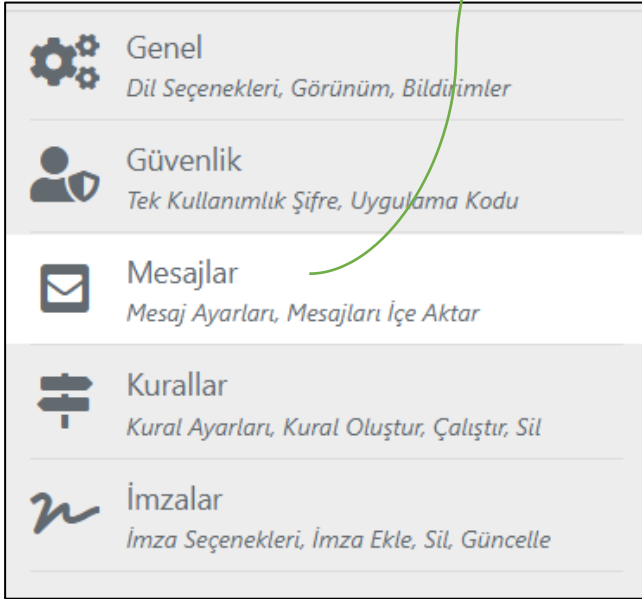 Genel
Dil Seçenekleri, Görünüm, Bildirimler
Güvenlik
Tek Kullanımlık Şifre, Uygulama Kodu
Mesajlar
Mesaj Ayarları, Mesajları İçe Aktar
Kurallar
Kural Ayarları, Kural Oluştur, Çalıştır, Sil
İmzalar
İmza Seçenekleri, İmza Ekle, Sil, Güncelle